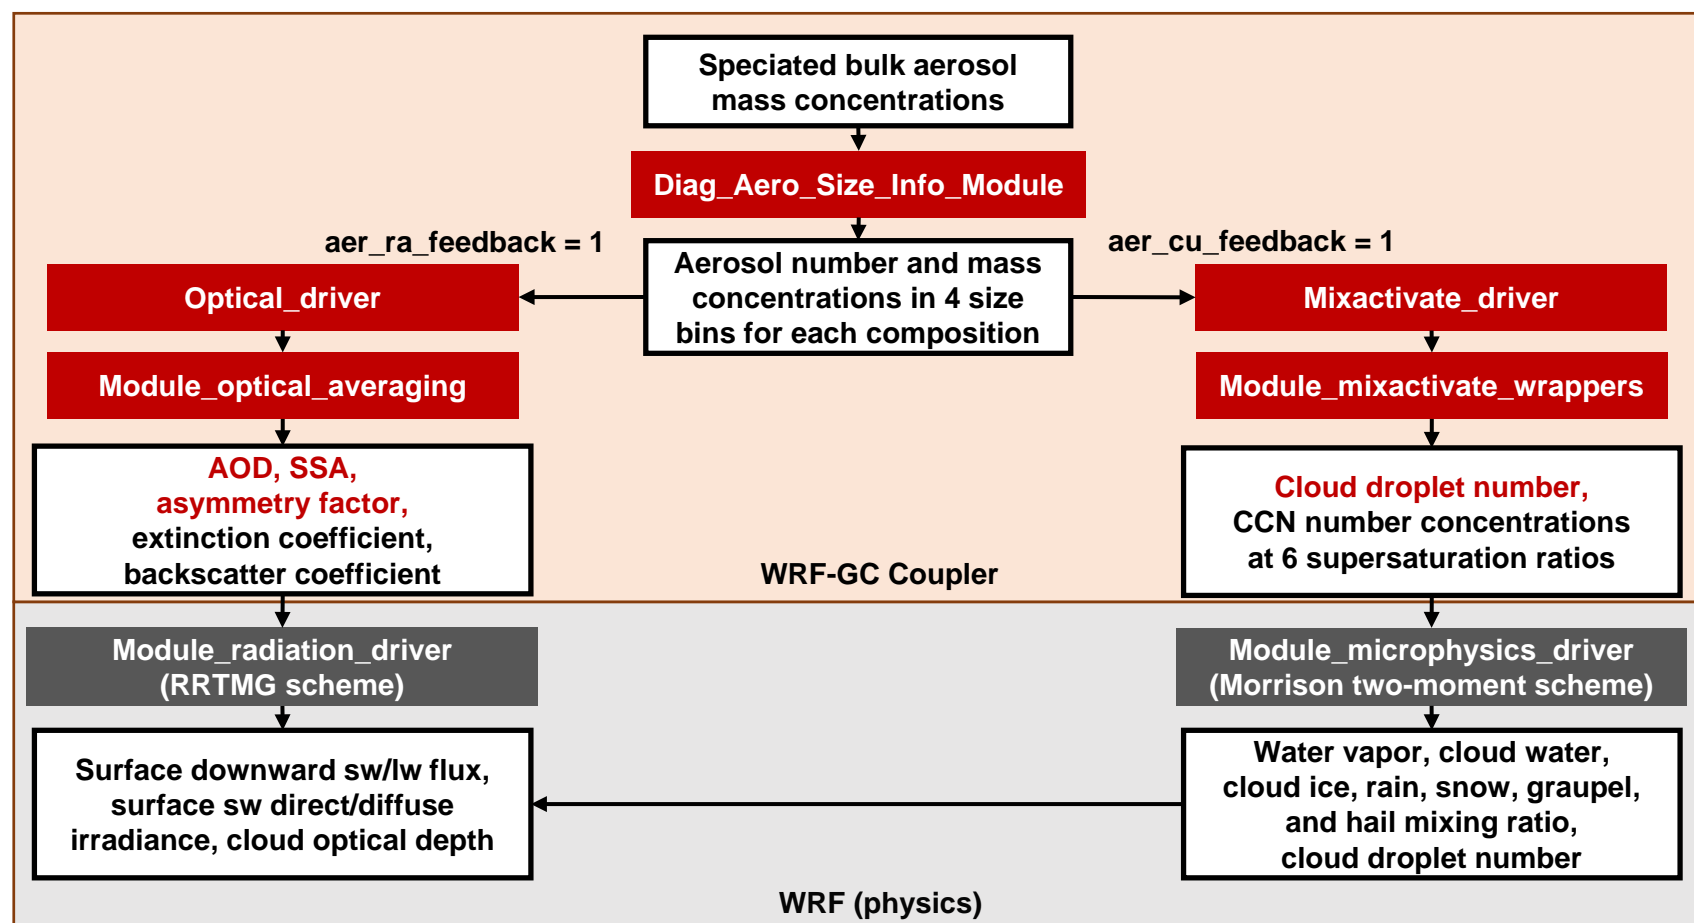 Speciated bulk aerosol
mass concentrations
Diag_Aero_Size_Info_Module
aer_ra_feedback = 1
aer_cu_feedback = 1
Aerosol number and mass
concentrations in 4 size
bins for each composition
Optical_driver
Mixactivate_driver
Module_optical_averaging
Module_mixactivate_wrappers
AOD, SSA,
asymmetry factor,
extinction coefficient,
backscatter coefficient
Cloud droplet number,
CCN number concentrations
at 6 supersaturation ratios
WRF-GC Coupler
Module_radiation_driver
(RRTMG scheme)
Module_microphysics_driver
(Morrison two-moment scheme)
Surface downward sw/lw flux,
surface sw direct/diffuse
irradiance, cloud optical depth
Water vapor, cloud water,
cloud ice, rain, snow, graupel,
and hail mixing ratio,
cloud droplet number
WRF (physics)